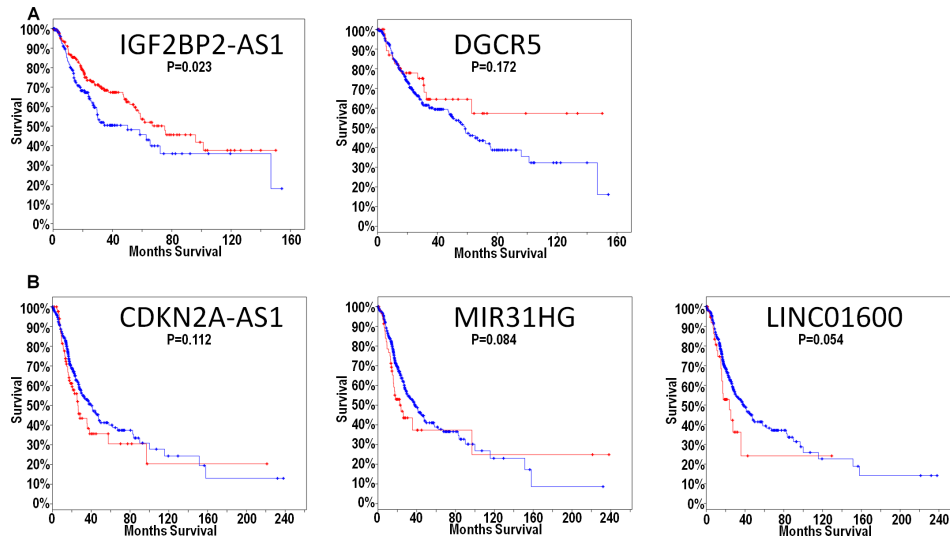 A
IGF2BP2-AS1
P=0.023
100%
90%
80%
70%
60%
50%
40%
30%
20%
10%
0%
Survival
0 40 80 120 160
Months Survival
DGCR5
P=0.172
100%
90%
80%
70%
60%
50%
40%
30%
20%
10%
0%
Survival
0 40 80 120 160
Months Survival
B
CDKN2A-AS1
P=0.112
100%
90%
80%
70%
60%
50%
40%
30%
20%
10%
0%
Survival
0 40 80 120 160 200 240
Months Survival
MIR31HG
P=0.084
100%
90%
80%
70%
60%
50%
40%
30%
20%
10%
0%
Survival
0 40 80 120 160 200 240
Months Survival
LINC01600
P=0.054
100%
90%
80%
70%
60%
50%
40%
30%
20%
10%
0%
Survival
0 40 80 120 160 200 240
Months Survival